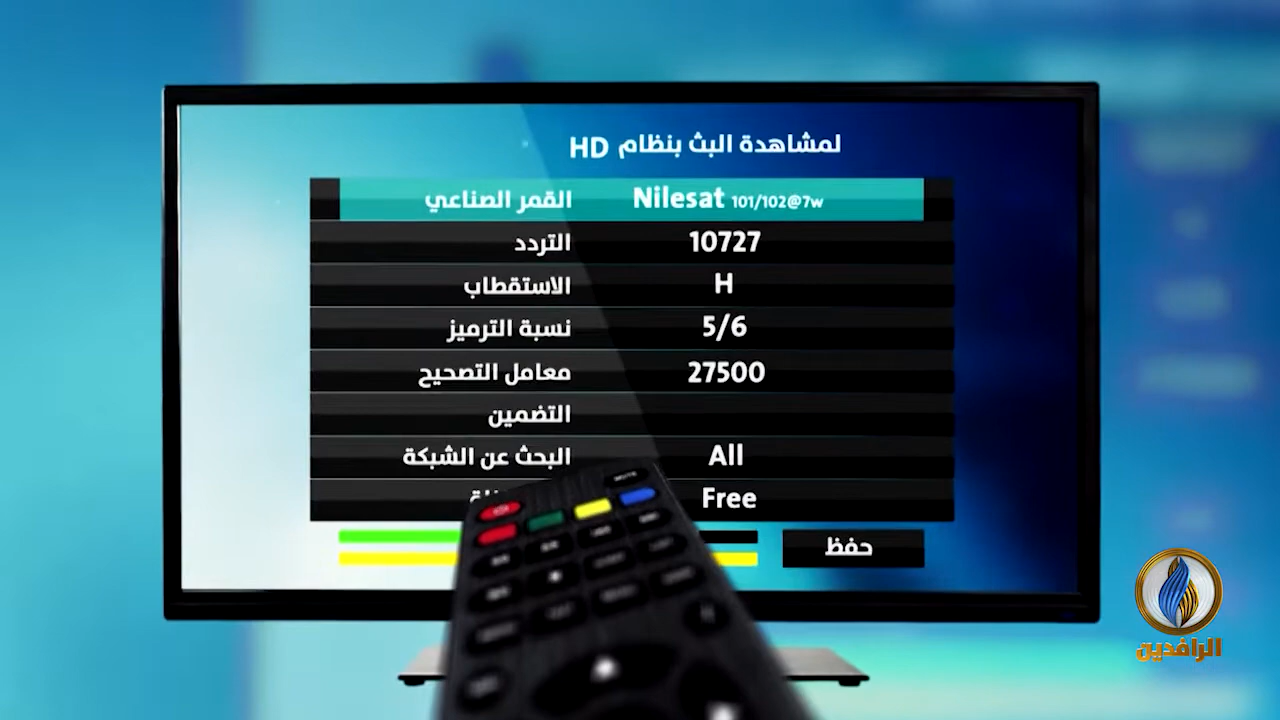 لمشاهدة البث بنظام HD
القمر الصناعي Nilesat 101/102@7w
التردد 10727
الاستقطاب H
نسبة الترميز 5/6
معامل التصحيح 27500
التضمين
البحث عن الشبكة All
Free
حفظ
الرافدين